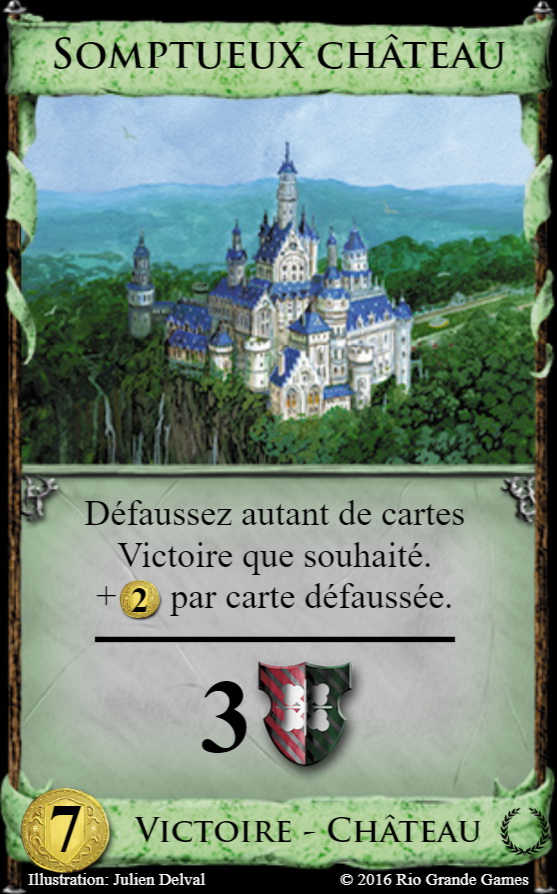 Somptueux château
Défaussez autant de cartes
Victoire que souhaité.
+2 par carte défaussée.
3
7
Victoire - Château
Illustration: Julien Delval © 2016 Rio Grande Games